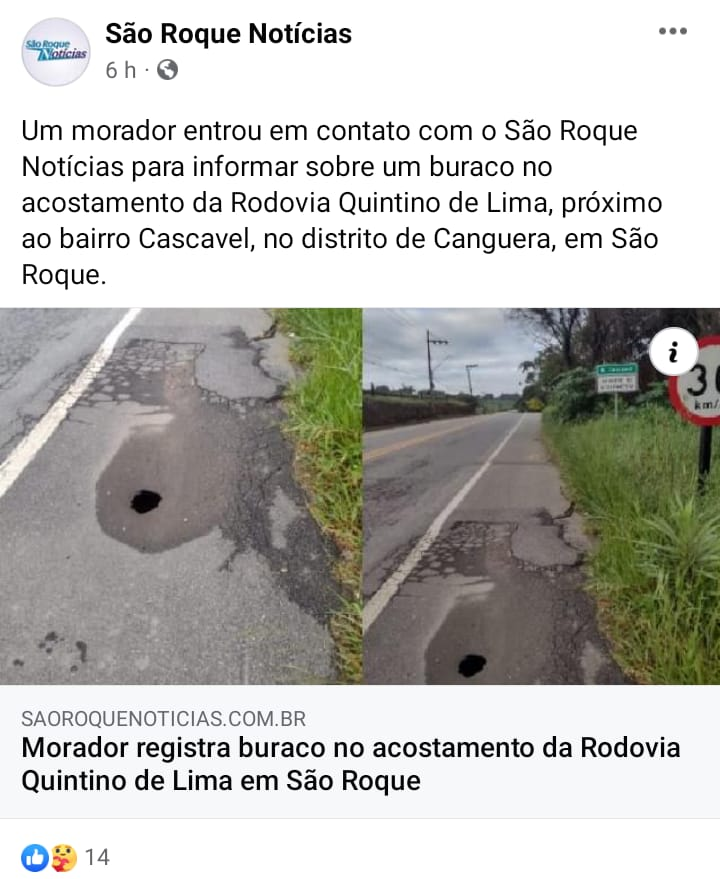 São Roque
Notícias
São Roque Notícias
6 h ·
Um morador entrou em contato com o São Roque
Notícias para informar sobre um buraco no
acostamento da Rodovia Quintino de Lima, próximo
ao bairro Cascavel, no distrito de Canguera, em São
Roque.
i
30
km/
SAOROQUENOTICIAS.COM.BR
Morador registra buraco no acostamento da Rodovia
Quintino de Lima em São Roque
14